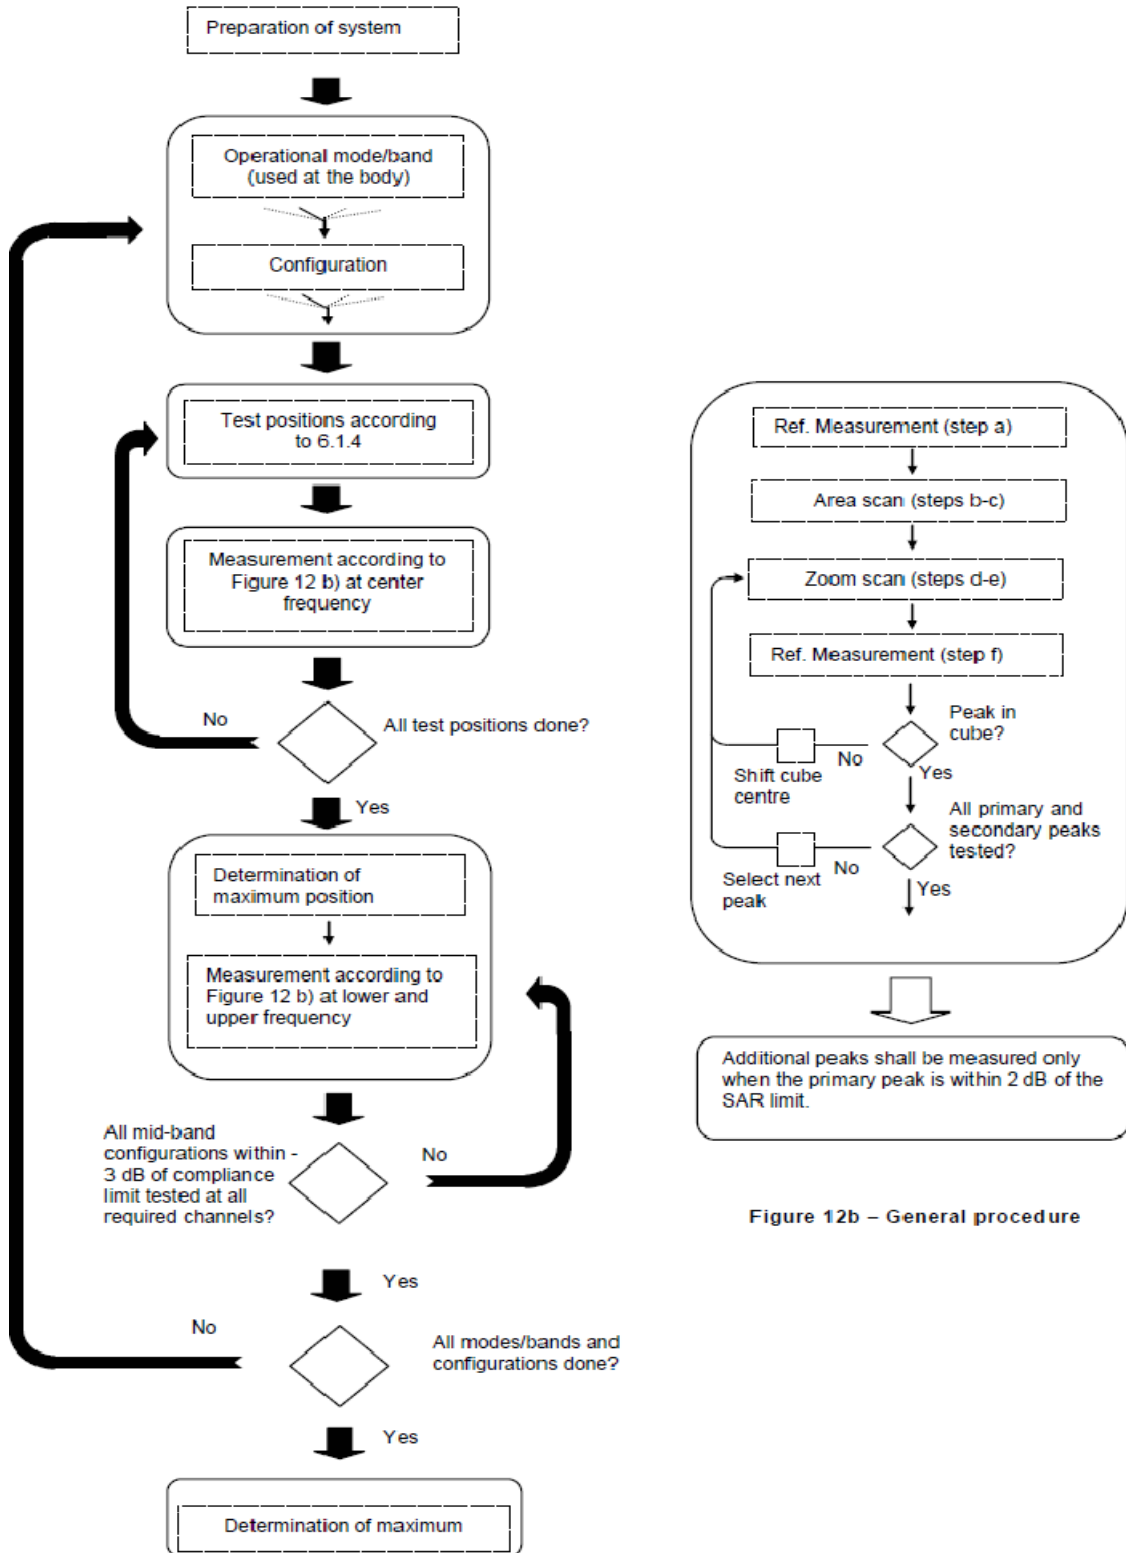 Preparation of system
Operational mode/band
(used at the body)
Configuration
Test positions according
to 6.1.4
Measurement according to
Figure 12 b) at center
frequency
No
All test positions done?
Yes
Determination of
maximum position
Measurement according to
Figure 12 b) at lower and
upper frequency
All mid-band
configurations within -
3 dB of compliance
limit tested at all
required channels?
No
Yes
No
All modes/bands and
configurations done?
Yes
Determination of maximum
Ref. Measurement (step a)
Area scan (steps b-c)
Zoom scan (steps d-e)
Ref. Measurement (step f)
Peak in
cube?
No
Shift cube
centre
Yes
All primary and
secondary peaks
tested?
No
Select next
peak
Yes
Additional peaks shall be measured only
when the primary peak is within 2 dB of the
SAR limit.
Figure 12b – General procedure